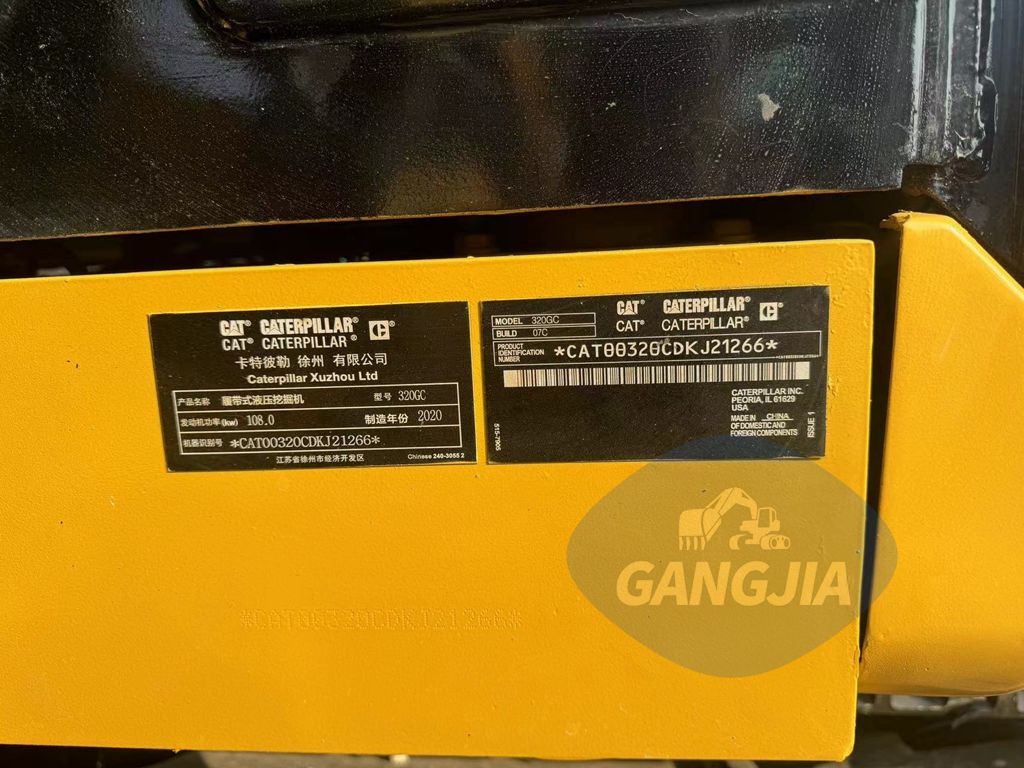 CAT® CATERPILLAR®
CAT® CATERPILLAR®
卡特彼勒 徐州 有限公司
Caterpillar Xuzhou Ltd
产品名称 履带式液压挖掘机 型号 320GC
发动机功率(kw) 108.0 制造年份 2020
机器识别号 *CAT00320CDKJ21266*
江苏省徐州市经济开发区
Chinese 240-3055 2
MODEL 320GC
BUILD 07C
CAT® CATERPILLAR®
CAT® CATERPILLAR®
PRODUCT IDENTIFICATION NUMBER *CAT00320CDKJ21266*
*CAT00320CDKJ21266*
CATERPILLAR INC.
PEORIA, IL 61629
USA
MADE IN CHINA
OF DOMESTIC AND
FOREIGN COMPONENTS
ISSUE 1
515-7905
*CAT00320CDKJ21266*
GANGJIA